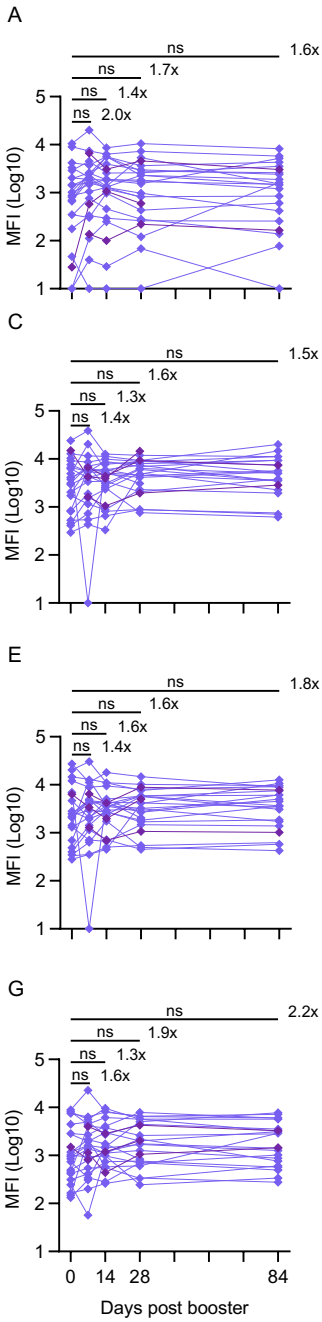 A
ns 1.6x
ns 1.7x
ns 1.4x
ns 2.0x
5
4
3
2
1
MFI (Log10)
C
ns 1.5x
ns 1.6x
ns 1.3x
ns 1.4x
5
4
3
2
1
MFI (Log10)
E
ns 1.8x
ns 1.6x
ns 1.6x
ns 1.4x
5
4
3
2
1
MFI (Log10)
G
ns 2.2x
ns 1.9x
ns 1.3x
ns 1.6x
5
4
3
2
1
MFI (Log10)
0 14 28 84
Days post booster